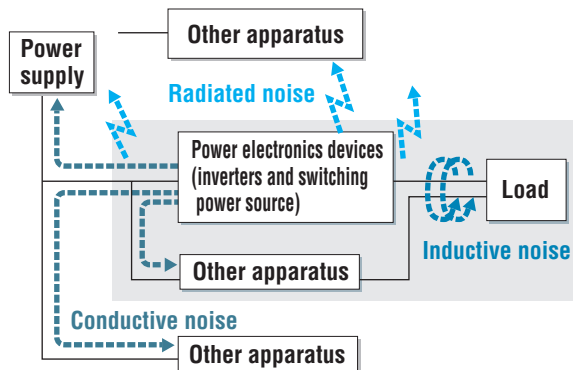 Other apparatus
Power
supply
Radiated noise
Power electronics devices
(inverters and switching
power source)
Load
Inductive noise
Other apparatus
Conductive noise
Other apparatus